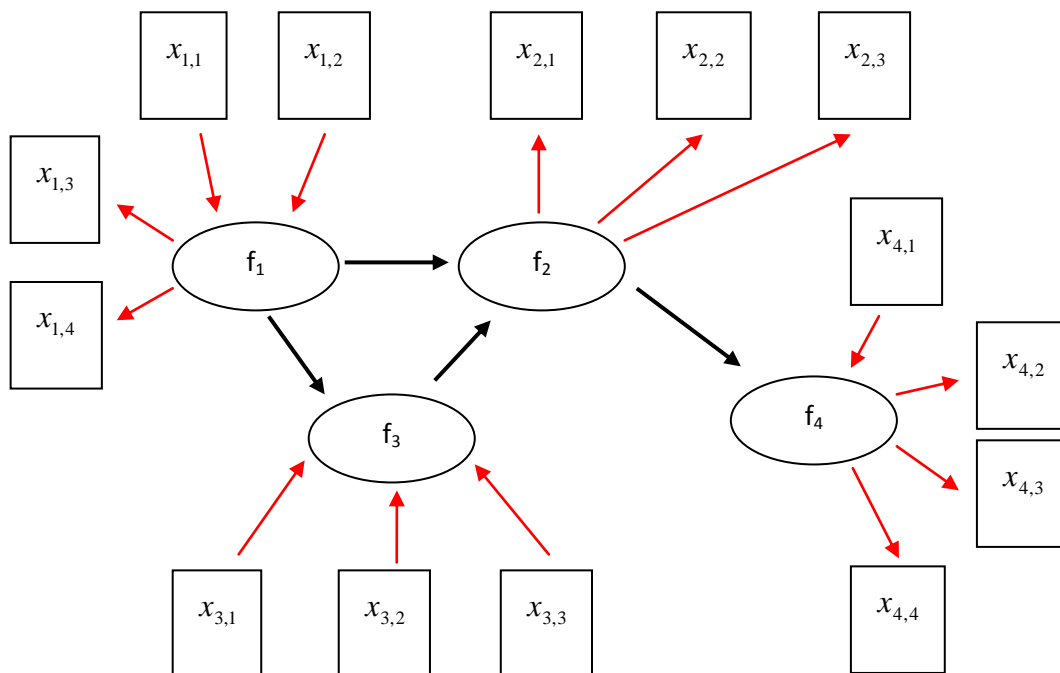 x1,1
x1,2
x2,1
x2,2
x2,3
x1,3
x4,1
f1
f2
x1,4
x4,2
f3
f4
x4,3
x3,1
x3,2
x3,3
x4,4